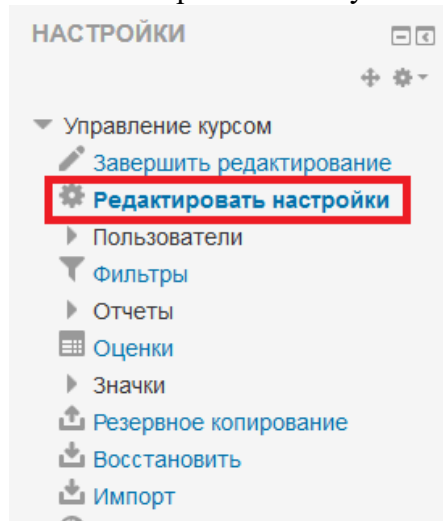 НАСТРОЙКИ
Управление курсом
Завершить редактирование
Редактировать настройки
Пользователи
Фильтры
Отчеты
Оценки
Значки
Резервное копирование
Восстановить
Импорт